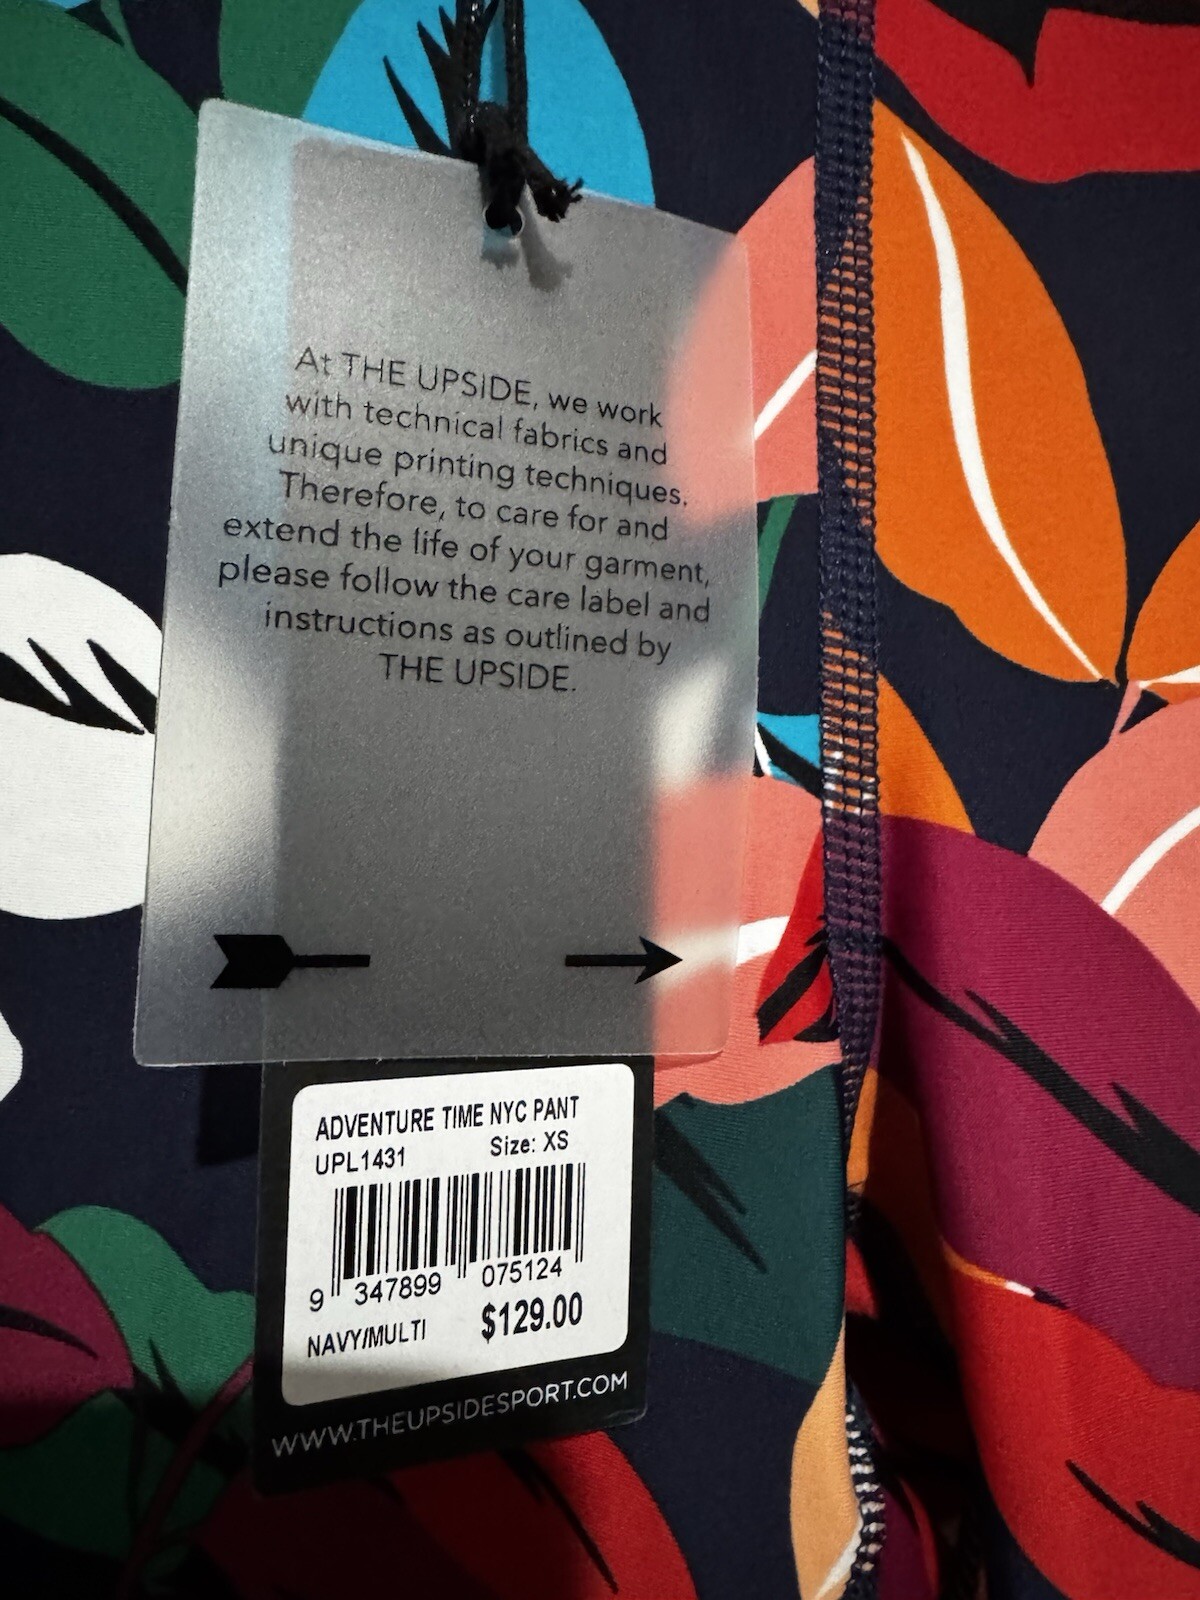 At THE UPSIDE, we work
with technical fabrics and
unique printing techniques.
Therefore, to care for and
extend the life of your garment,
please follow the care label and
instructions as outlined by
THE UPSIDE.
ADVENTURE TIME NYC PANT
UPL1431 Size: XS
9 347899 075124
NAVY/MULTI $129.00
WWW.THEUPSIDESPORT.COM